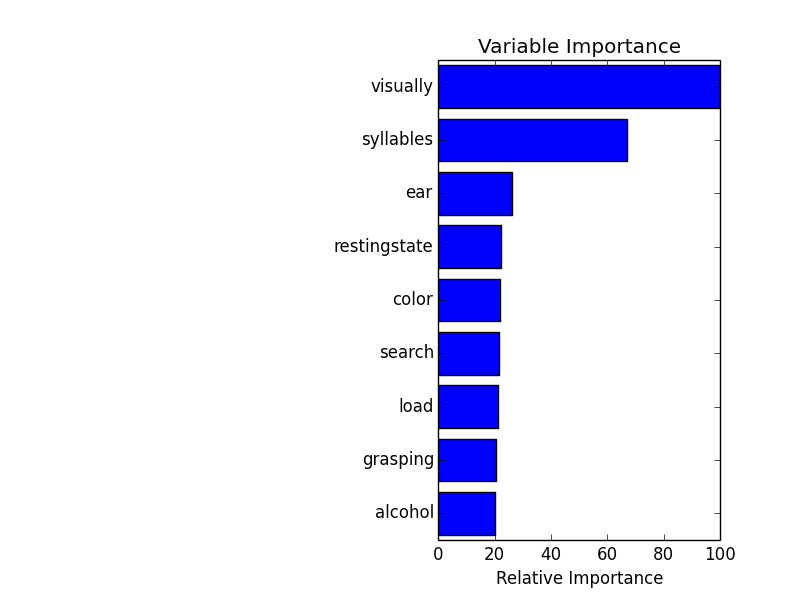 Variable Importance
visually
syllables
ear
restingstate
color
search
load
grasping
alcohol
0 20 40 60 80 100
Relative Importance